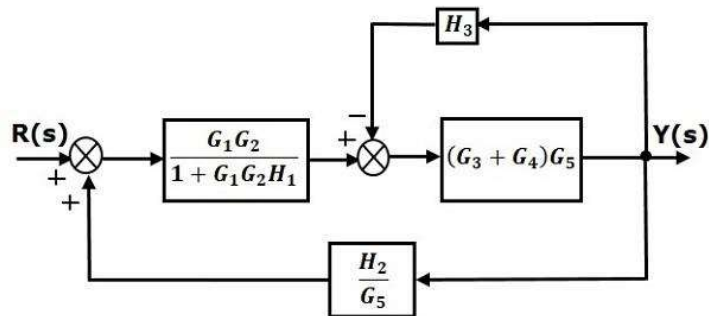 H₃
−
R(s)
+
+
G₁G₂
1 + G₁G₂H₁
+
(G₃ + G₄)G₅
Y(s)
H₂
G₅